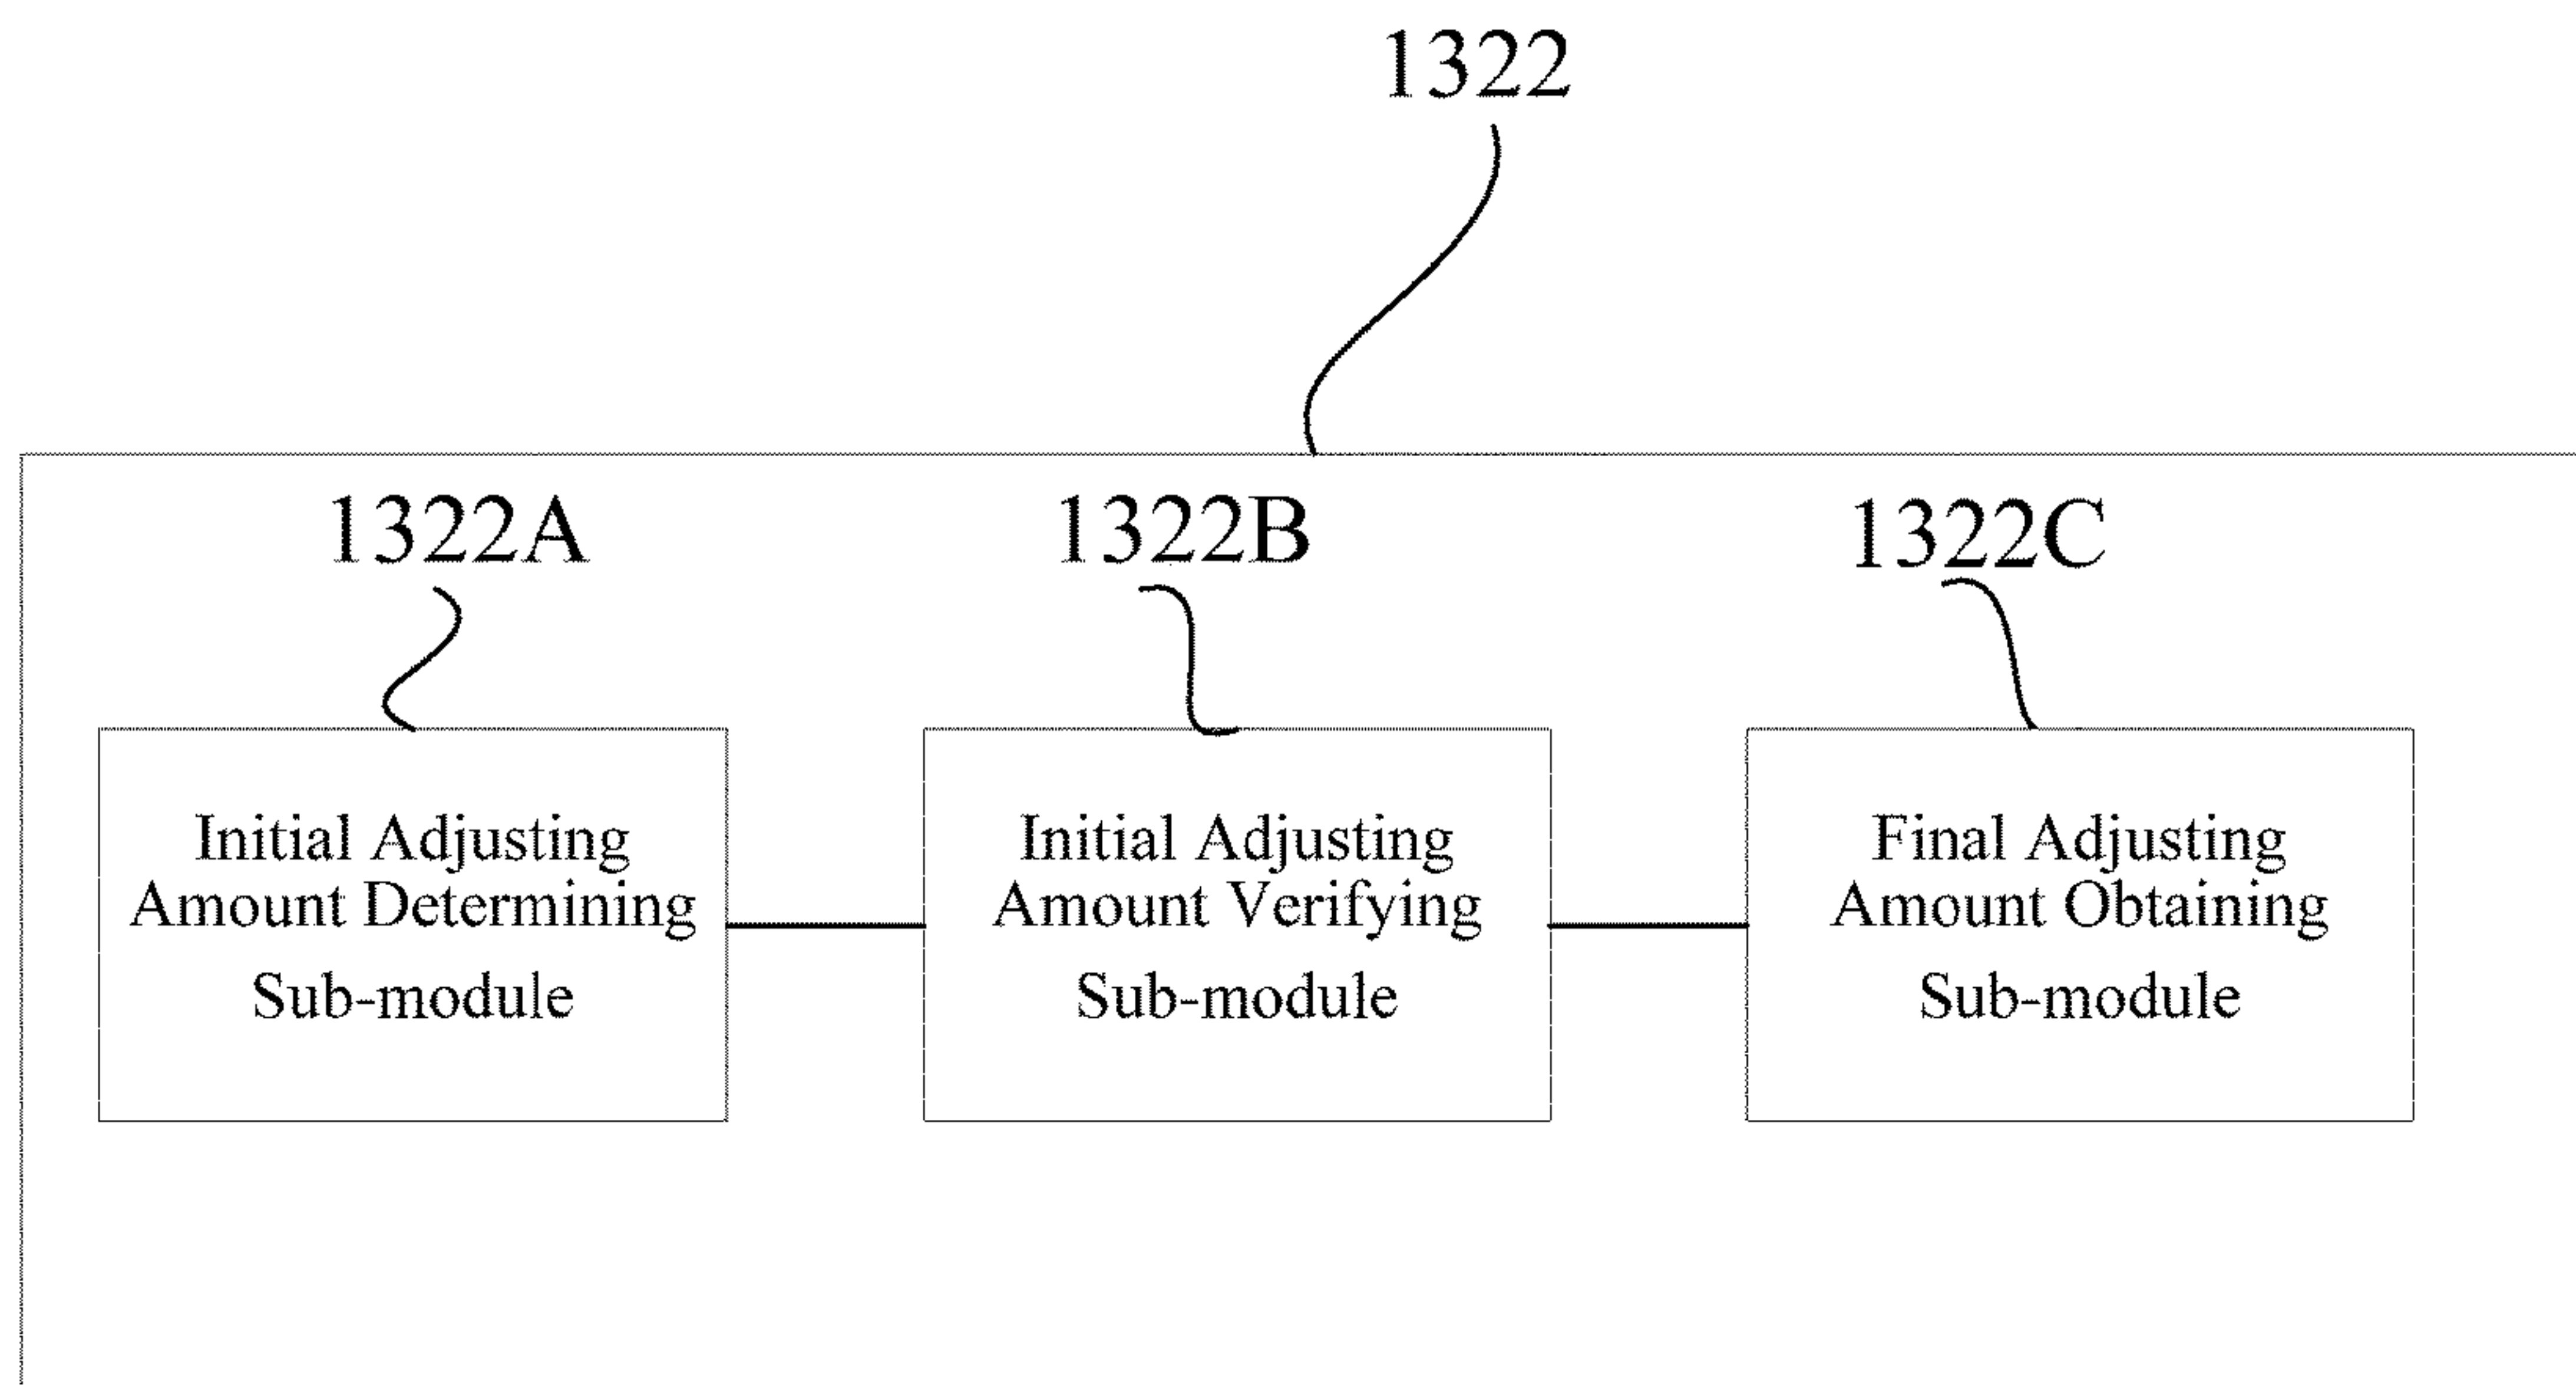 1322
1322A
1322B
1322C
Initial Adjusting
Amount Determining
Sub-module
Initial Adjusting
Amount Verifying
Sub-module
Final Adjusting
Amount Obtaining
Sub-module